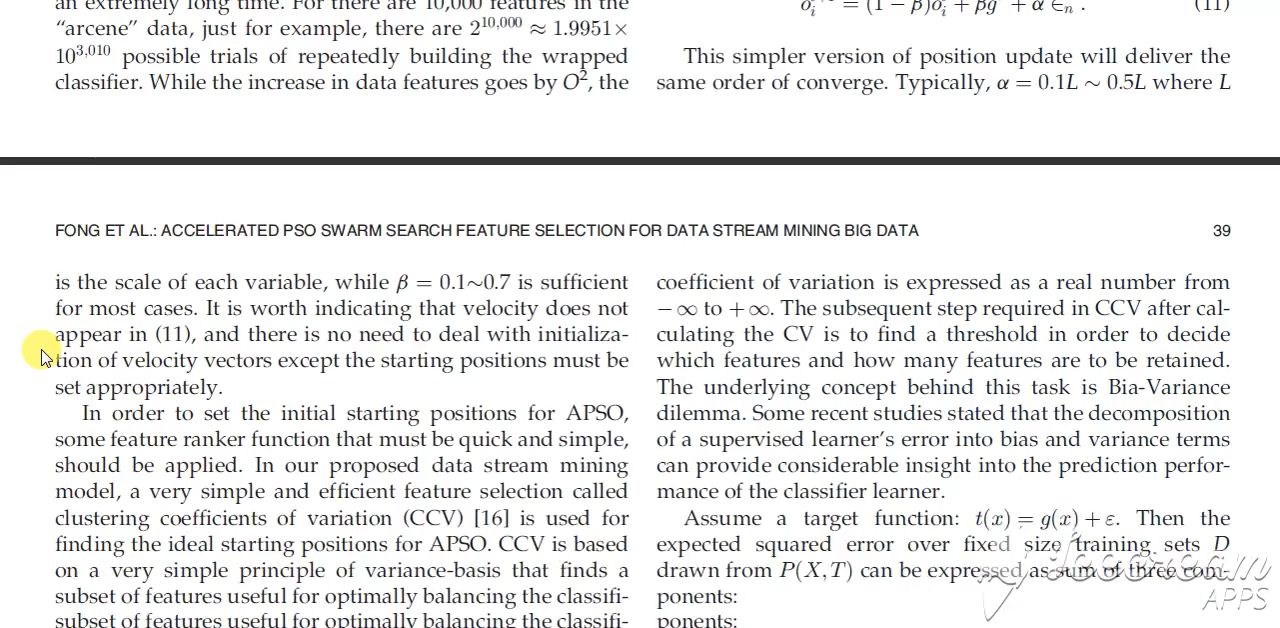 an extremely long time. For there are 10,000 features in the
“arcene” data, just for example, there are 2^10,000 ≈ 1.9951×
10^3,010 possible trials of repeatedly building the wrapped
classifier. While the increase in data features goes by O², the
= (1 − β)o_i + βg + α ∈_n . (11)
This simpler version of position update will deliver the
same order of converge. Typically, α = 0.1L ∼ 0.5L where L
FONG ET AL.: ACCELERATED PSO SWARM SEARCH FEATURE SELECTION FOR DATA STREAM MINING BIG DATA 39
is the scale of each variable, while β = 0.1∼0.7 is sufficient
for most cases. It is worth indicating that velocity does not
appear in (11), and there is no need to deal with initializa-
tion of velocity vectors except the starting positions must be
set appropriately.
In order to set the initial starting positions for APSO,
some feature ranker function that must be quick and simple,
should be applied. In our proposed data stream mining
model, a very simple and efficient feature selection called
clustering coefficients of variation (CCV) [16] is used for
finding the ideal starting positions for APSO. CCV is based
on a very simple principle of variance-basis that finds a
subset of features useful for optimally balancing the classifi-
subset of features useful for optimally balancing the classifi-
coefficient of variation is expressed as a real number from
−∞ to +∞. The subsequent step required in CCV after cal-
culating the CV is to find a threshold in order to decide
which features and how many features are to be retained.
The underlying concept behind this task is Bia-Variance
dilemma. Some recent studies stated that the decomposition
of a supervised learner’s error into bias and variance terms
can provide considerable insight into the prediction perfor-
mance of the classifier learner.
Assume a target function: t(x) = g(x) + ε. Then the
expected squared error over fixed size training sets D
drawn from P(X, T) can be expressed as sum of three com-
ponents:
ponents:
APPS